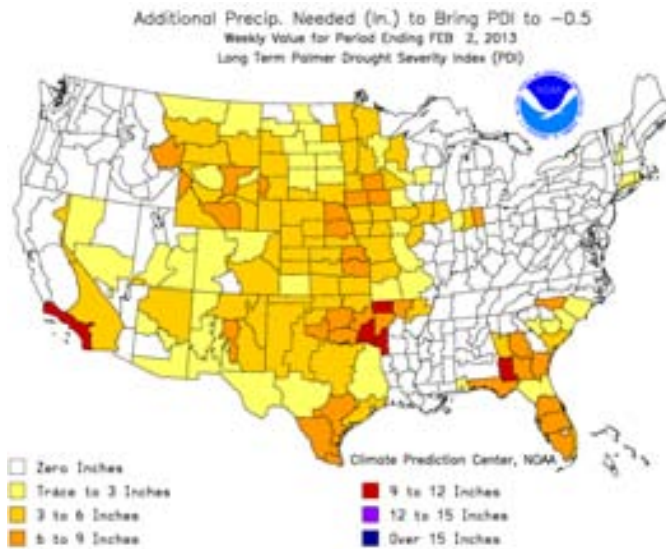 Additional Precip. Needed (In.) to Bring PDI to -0.5
Weekly Value for Period Ending FEB 2, 2013
Long Term Palmer Drought Severity Index (PDI)
NOAA
Climate Prediction Center, NOAA
Zero Inches
Trace to 3 Inches
3 to 6 Inches
6 to 9 Inches
9 to 12 Inches
12 to 15 Inches
Over 15 Inches